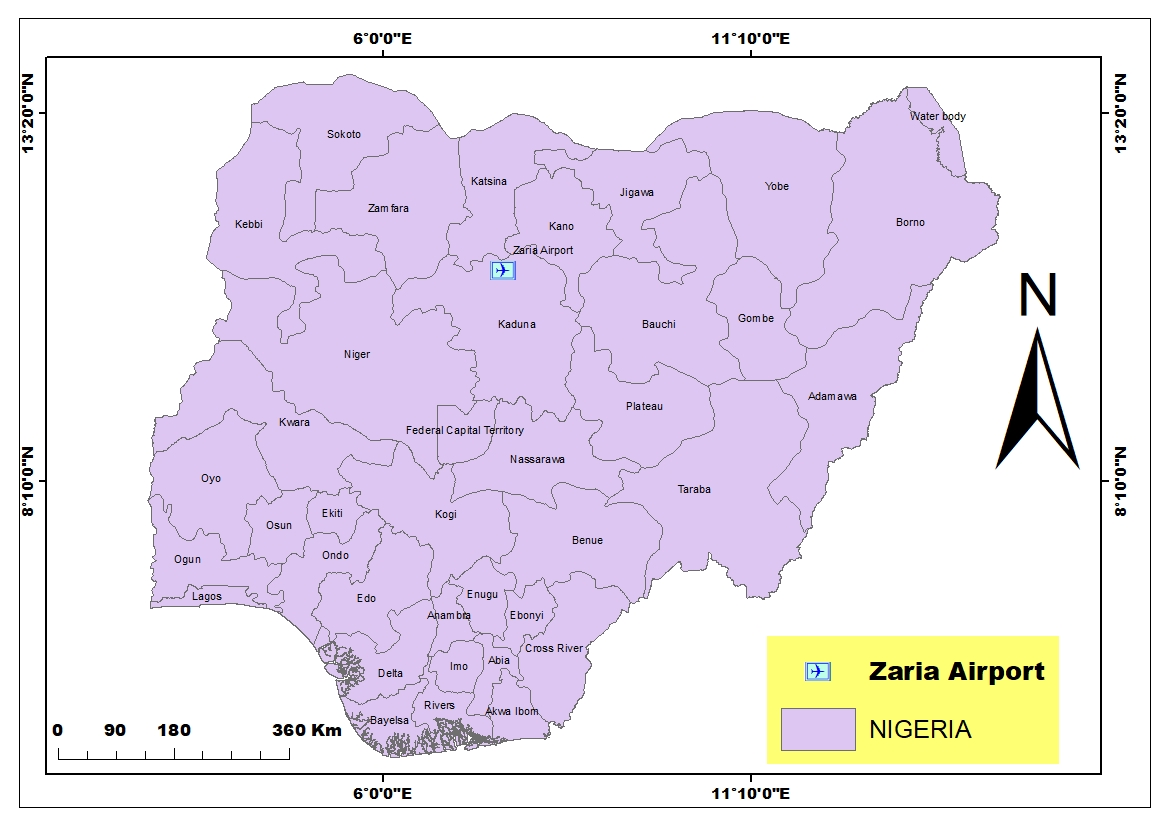 6°0'0"E 11°10'0"E
13°20'0"N 13°20'0"N
Water body
Sokoto
Katsina
Yobe
Jigawa
Zamfara
Kebbi
Kano
Borno
Zaria Airport
N
Gombe
Kaduna
Bauchi
Niger
Adamawa
Plateau
Kwara
Federal Capital Territory
Nassarawa
8°10'0"N 8°10'0"N
Oyo
Taraba
Ekiti
Kogi
Osun
Benue
Ondo
Ogun
Enugu
Lagos
Edo
Anambra
Ebonyi
Cross River
Abia
Imo
Delta
Zaria Airport
Rivers
Akwa Ibom
Bayelsa
0 90 180 360 Km
NIGERIA
6°0'0"E 11°10'0"E